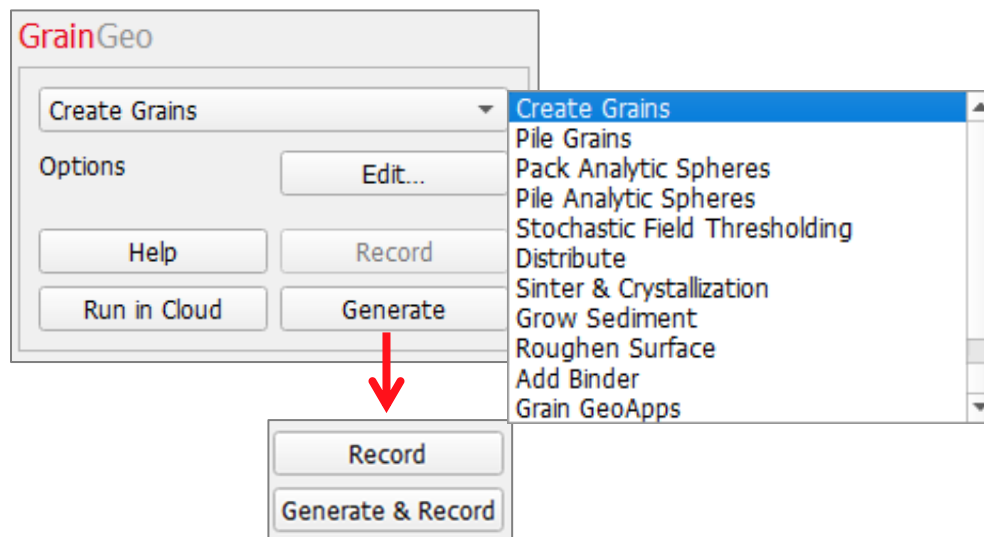 GrainGeo
Create Grains
Options
Edit...
Help
Record
Run in Cloud
Generate
Create Grains
Pile Grains
Pack Analytic Spheres
Pile Analytic Spheres
Stochastic Field Thresholding
Distribute
Sinter & Crystallization
Grow Sediment
Roughen Surface
Add Binder
Grain GeoApps
Record
Generate & Record